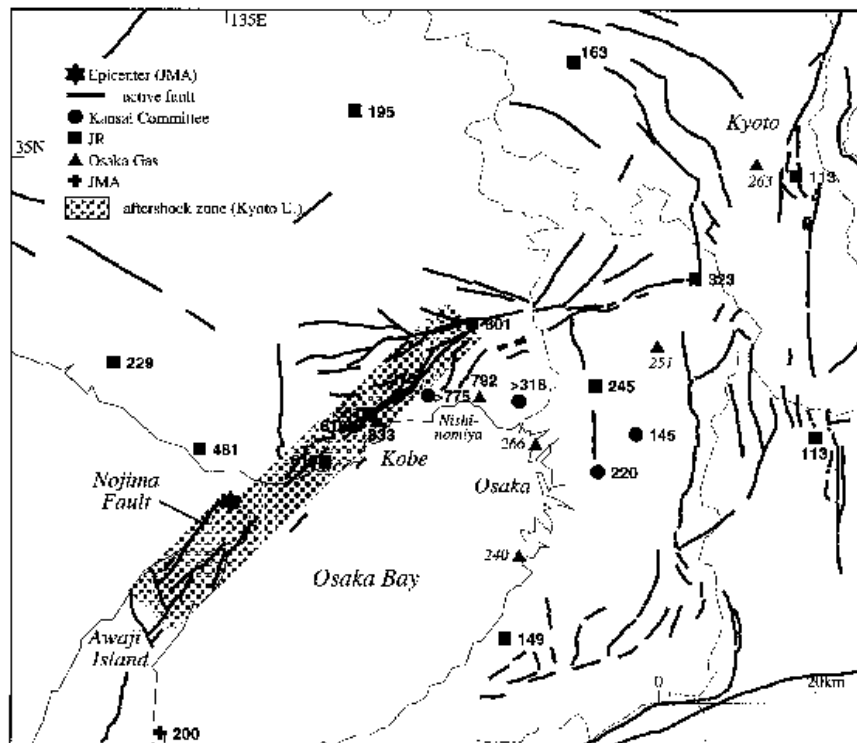 135E
163
Epicenter (JMA)
active fault
Kansai Committee
JR
Osaka Gas
JMA
aftershock zone (Kyoto U.)
195
Kyoto
35N
263
113
323
601
251
229
>775
792
>318
245
Nishi-
nomiya
833
145
481
Kobe
266
113
Nojima
Fault
Osaka
220
240
Osaka Bay
Awaji
Island
149
0
20km
200